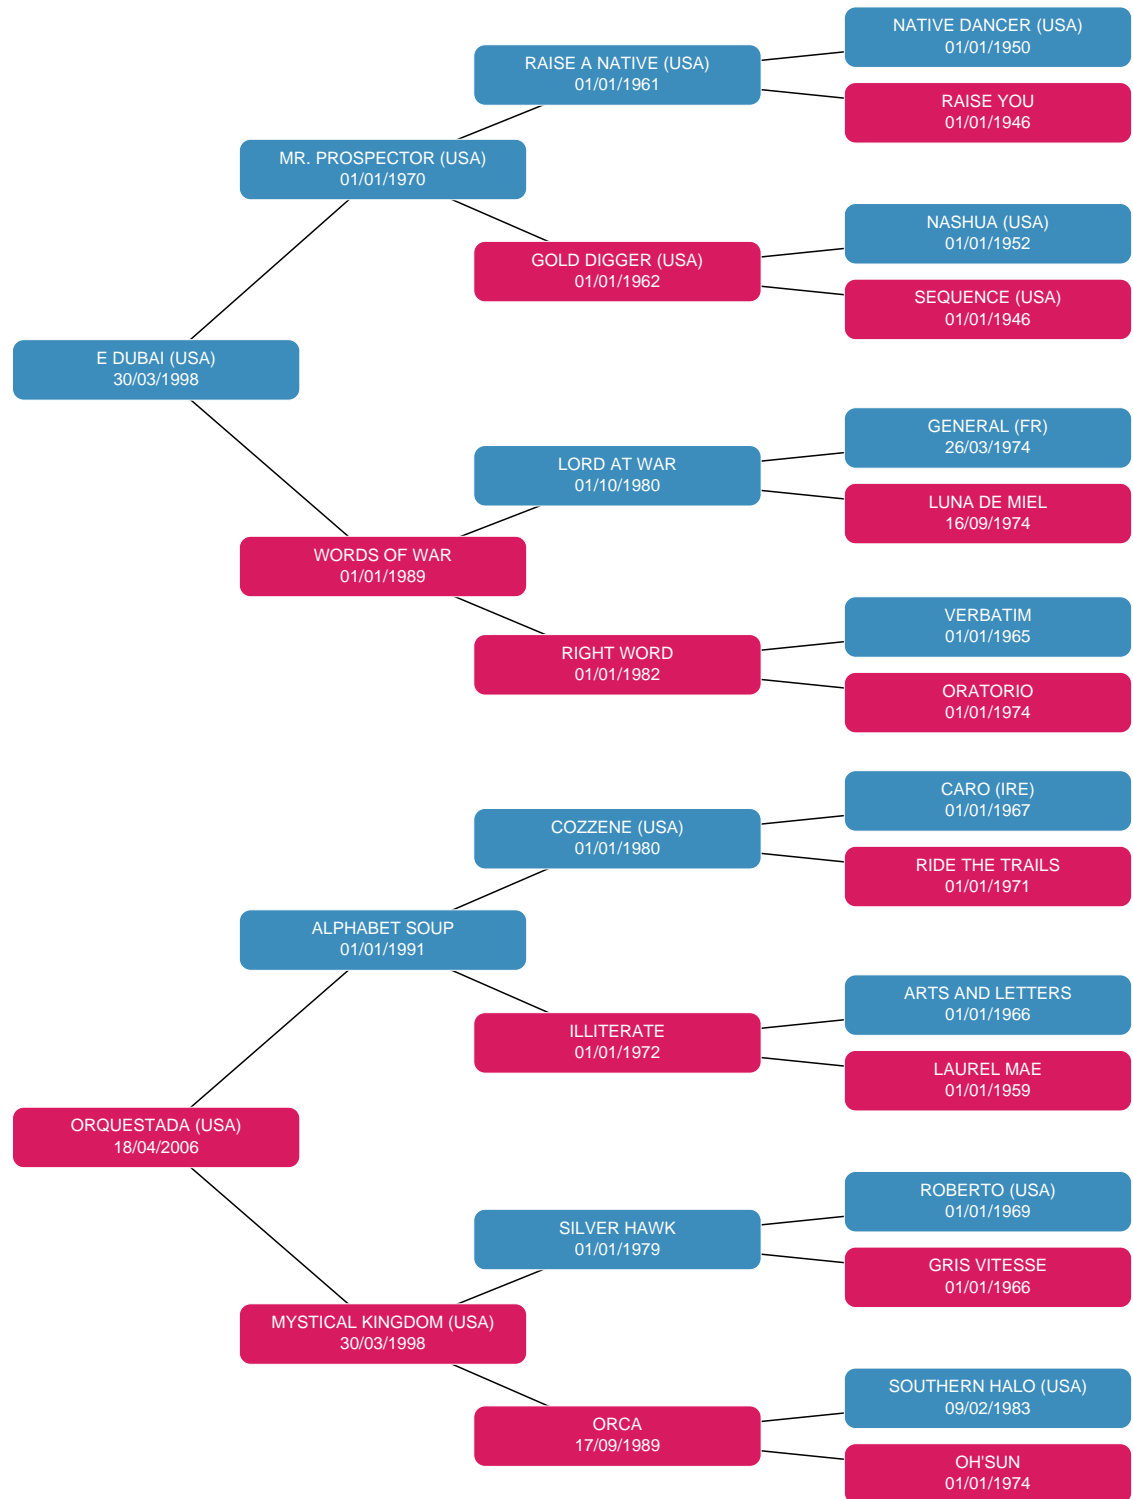 NATIVE DANCER (USA)
01/01/1950
RAISE A NATIVE (USA)
01/01/1961
RAISE YOU
01/01/1946
MR. PROSPECTOR (USA)
01/01/1970
NASHUA (USA)
01/01/1952
GOLD DIGGER (USA)
01/01/1962
SEQUENCE (USA)
01/01/1946
E DUBAI (USA)
30/03/1998
GENERAL (FR)
26/03/1974
LORD AT WAR
01/10/1980
LUNA DE MIEL
16/09/1974
WORDS OF WAR
01/01/1989
VERBATIM
01/01/1965
RIGHT WORD
01/01/1982
ORATORIO
01/01/1974
CARO (IRE)
01/01/1967
COZZENE (USA)
01/01/1980
RIDE THE TRAILS
01/01/1971
ALPHABET SOUP
01/01/1991
ARTS AND LETTERS
01/01/1966
ILLITERATE
01/01/1972
LAUREL MAE
01/01/1959
ORQUESTADA (USA)
18/04/2006
ROBERTO (USA)
01/01/1969
SILVER HAWK
01/01/1979
GRIS VITESSE
01/01/1966
MYSTICAL KINGDOM (USA)
30/03/1998
SOUTHERN HALO (USA)
09/02/1983
ORCA
17/09/1989
OH'SUN
01/01/1974